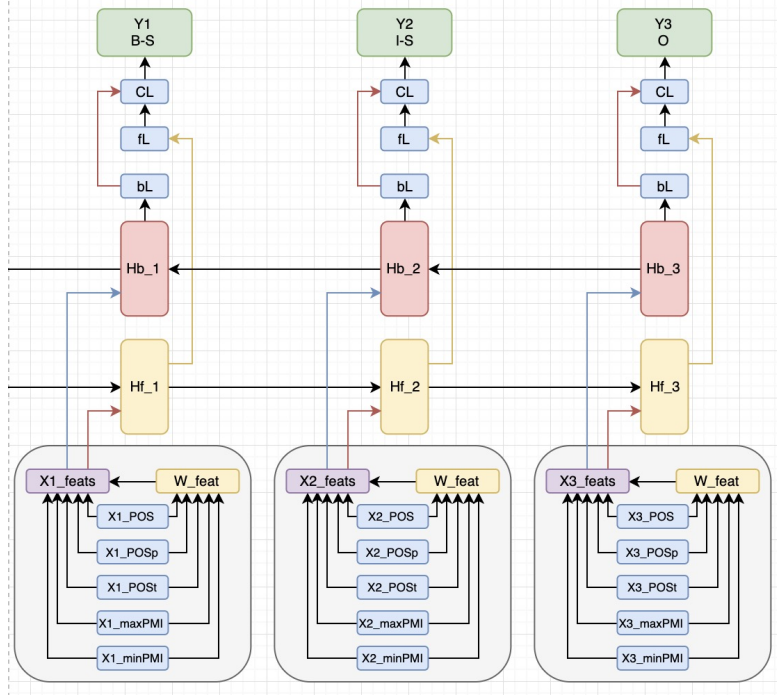 Y1
B-S
Y2
I-S
Y3
O
CL
CL
CL
fL
fL
fL
bL
bL
bL
Hb_1
Hb_2
Hb_3
Hf_1
Hf_2
Hf_3
X1_feats
W_feat
X1_POS
X1_POSp
X1_POSt
X1_maxPMI
X1_minPMI
X2_feats
W_feat
X2_POS
X2_POSp
X2_POSt
X2_maxPMI
X2_minPMI
X3_feats
W_feat
X3_POS
X3_POSp
X3_POSt
X3_maxPMI
X3_minPMI